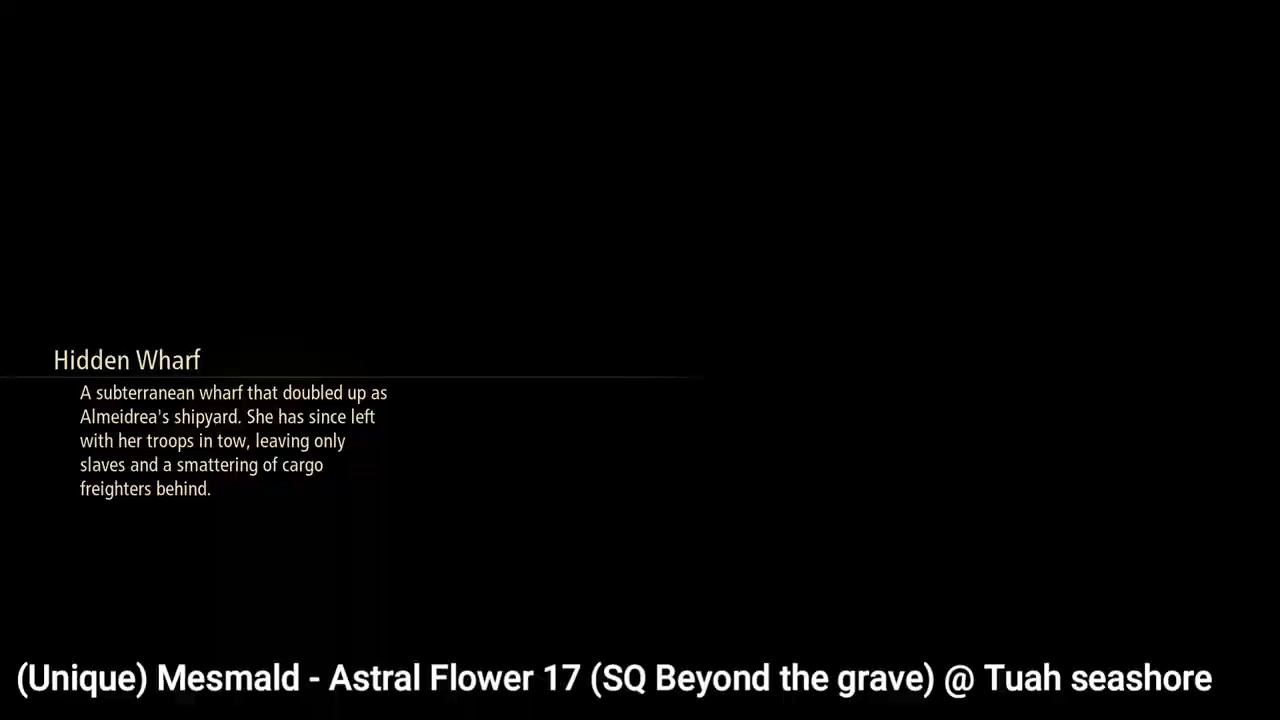 Hidden Wharf
A subterranean wharf that doubled up as
Almeidrea's shipyard. She has since left
with her troops in tow, leaving only
slaves and a smattering of cargo
freighters behind.
(Unique) Mesmald - Astral Flower 17 (SQ Beyond the grave) @ Tuah seashore